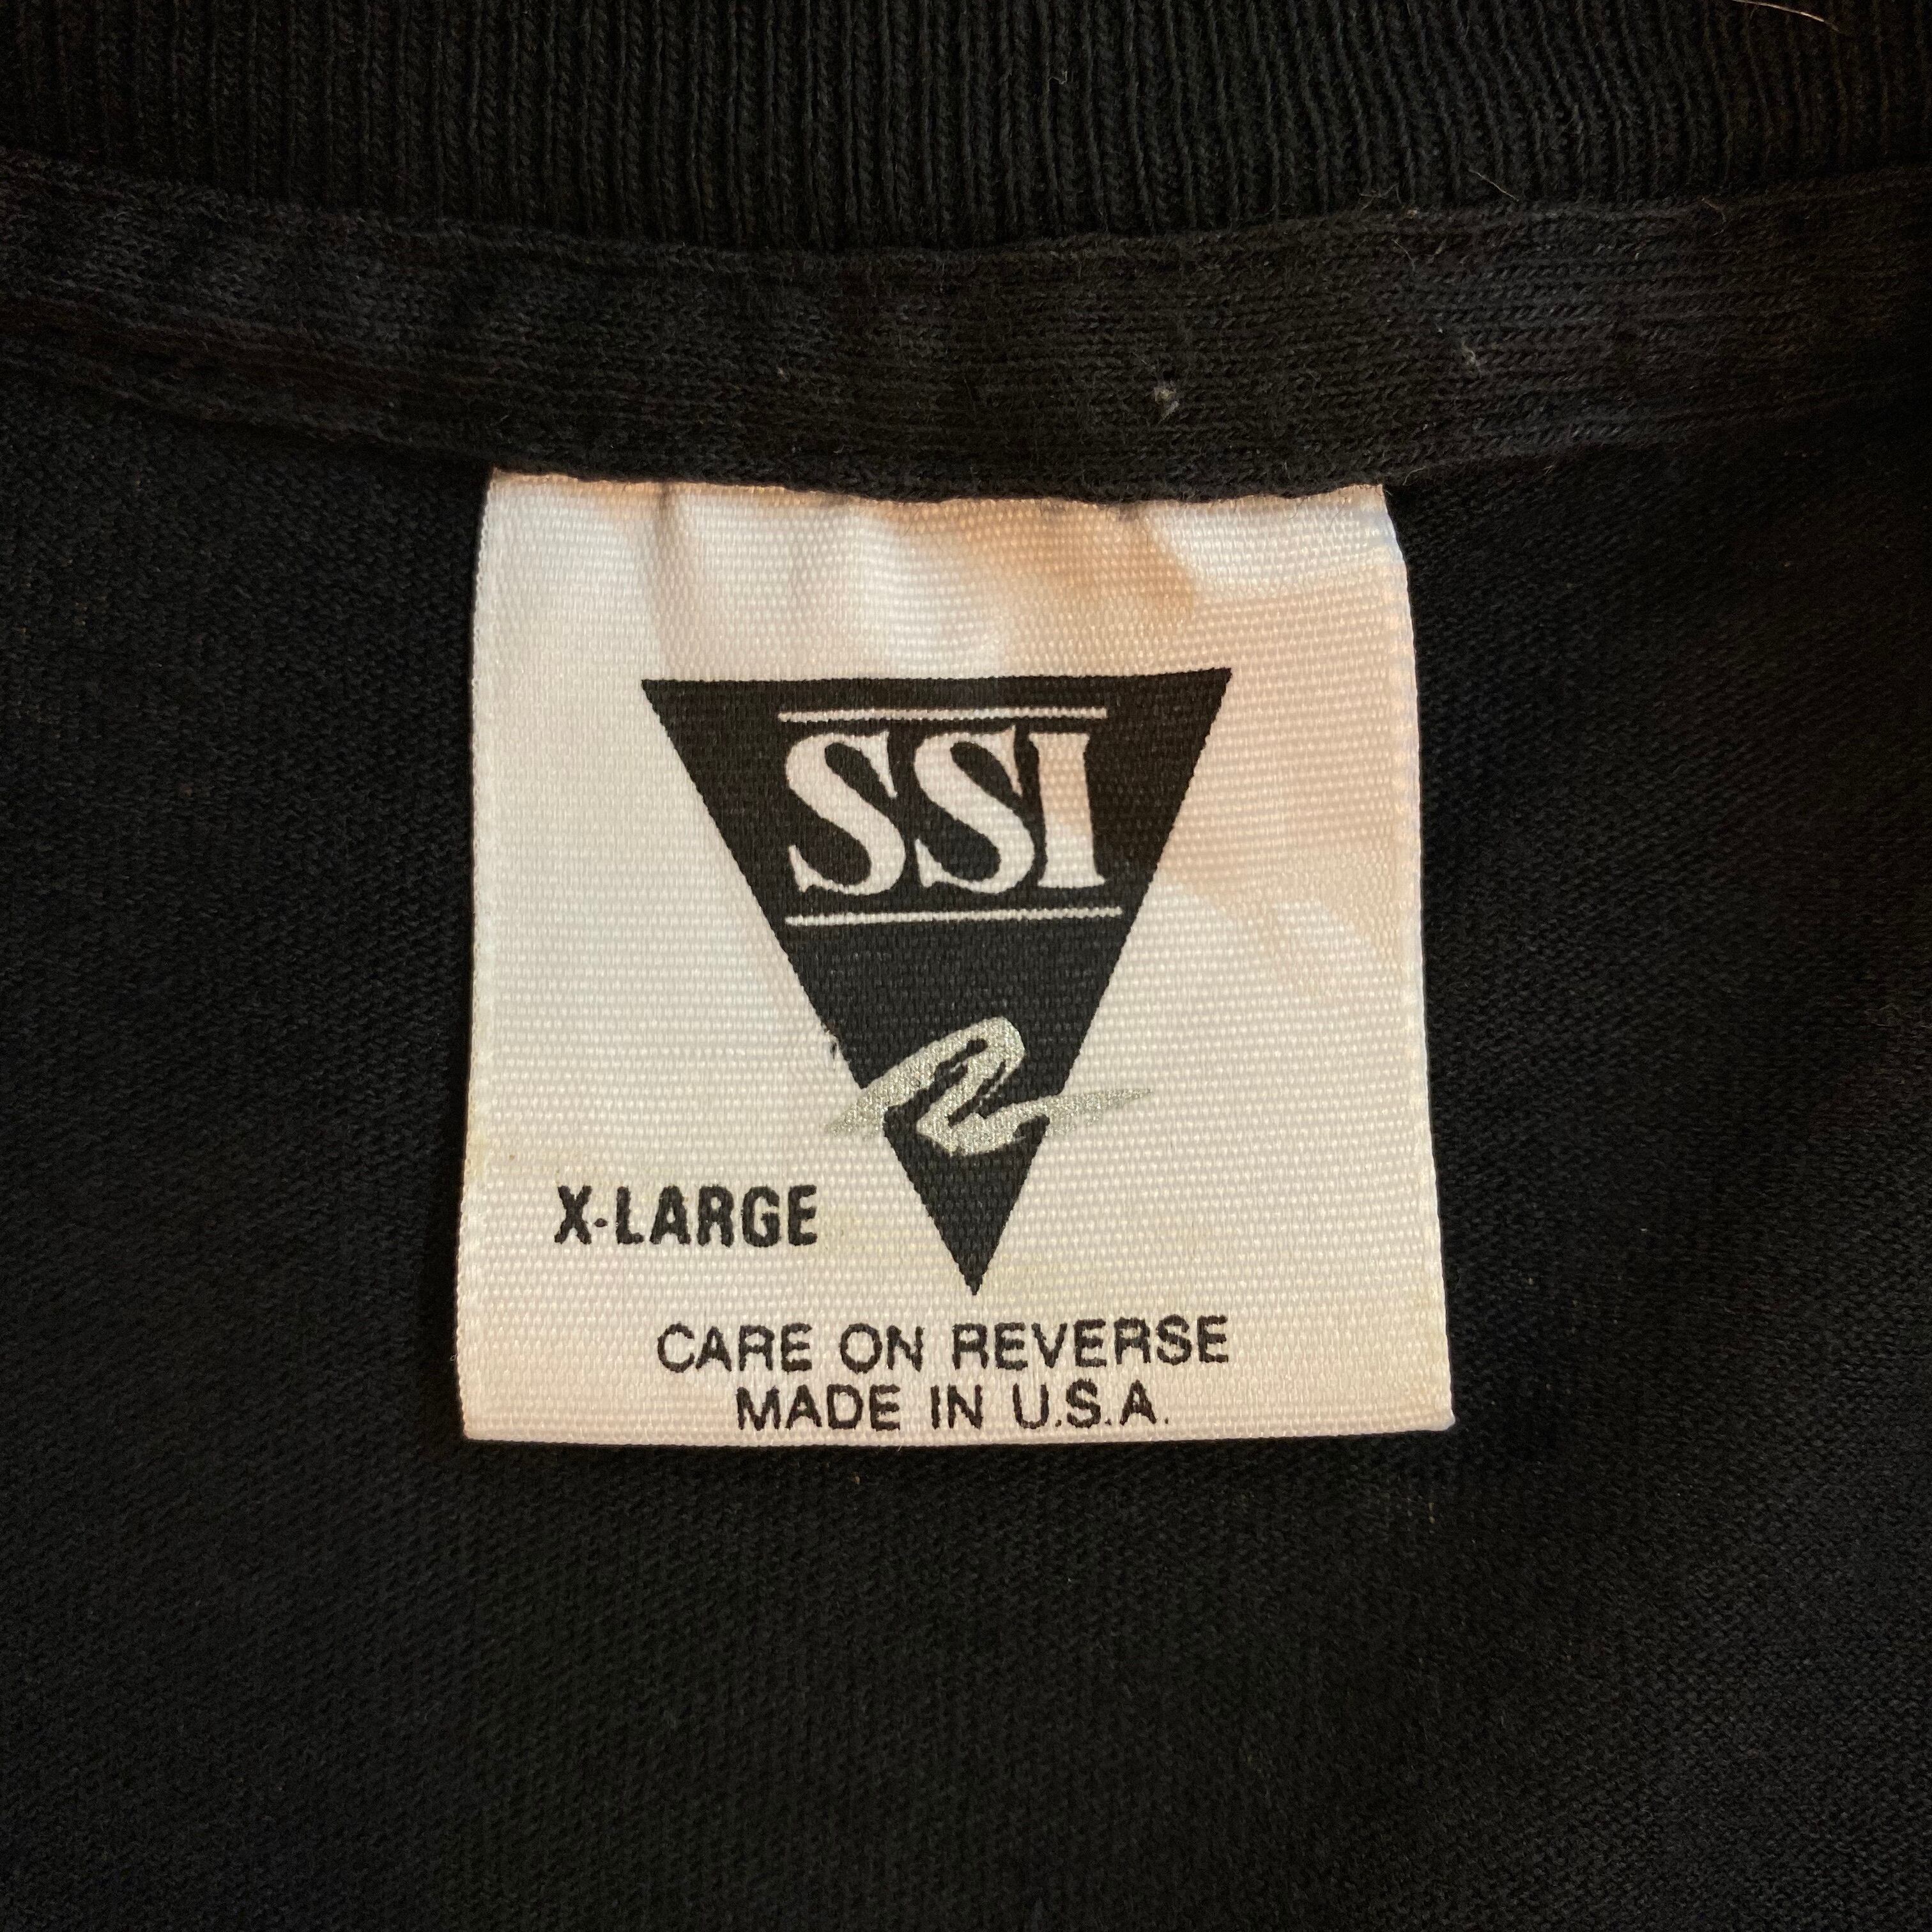 SSI
X-LARGE
CARE ON REVERSE
MADE IN U.S.A.